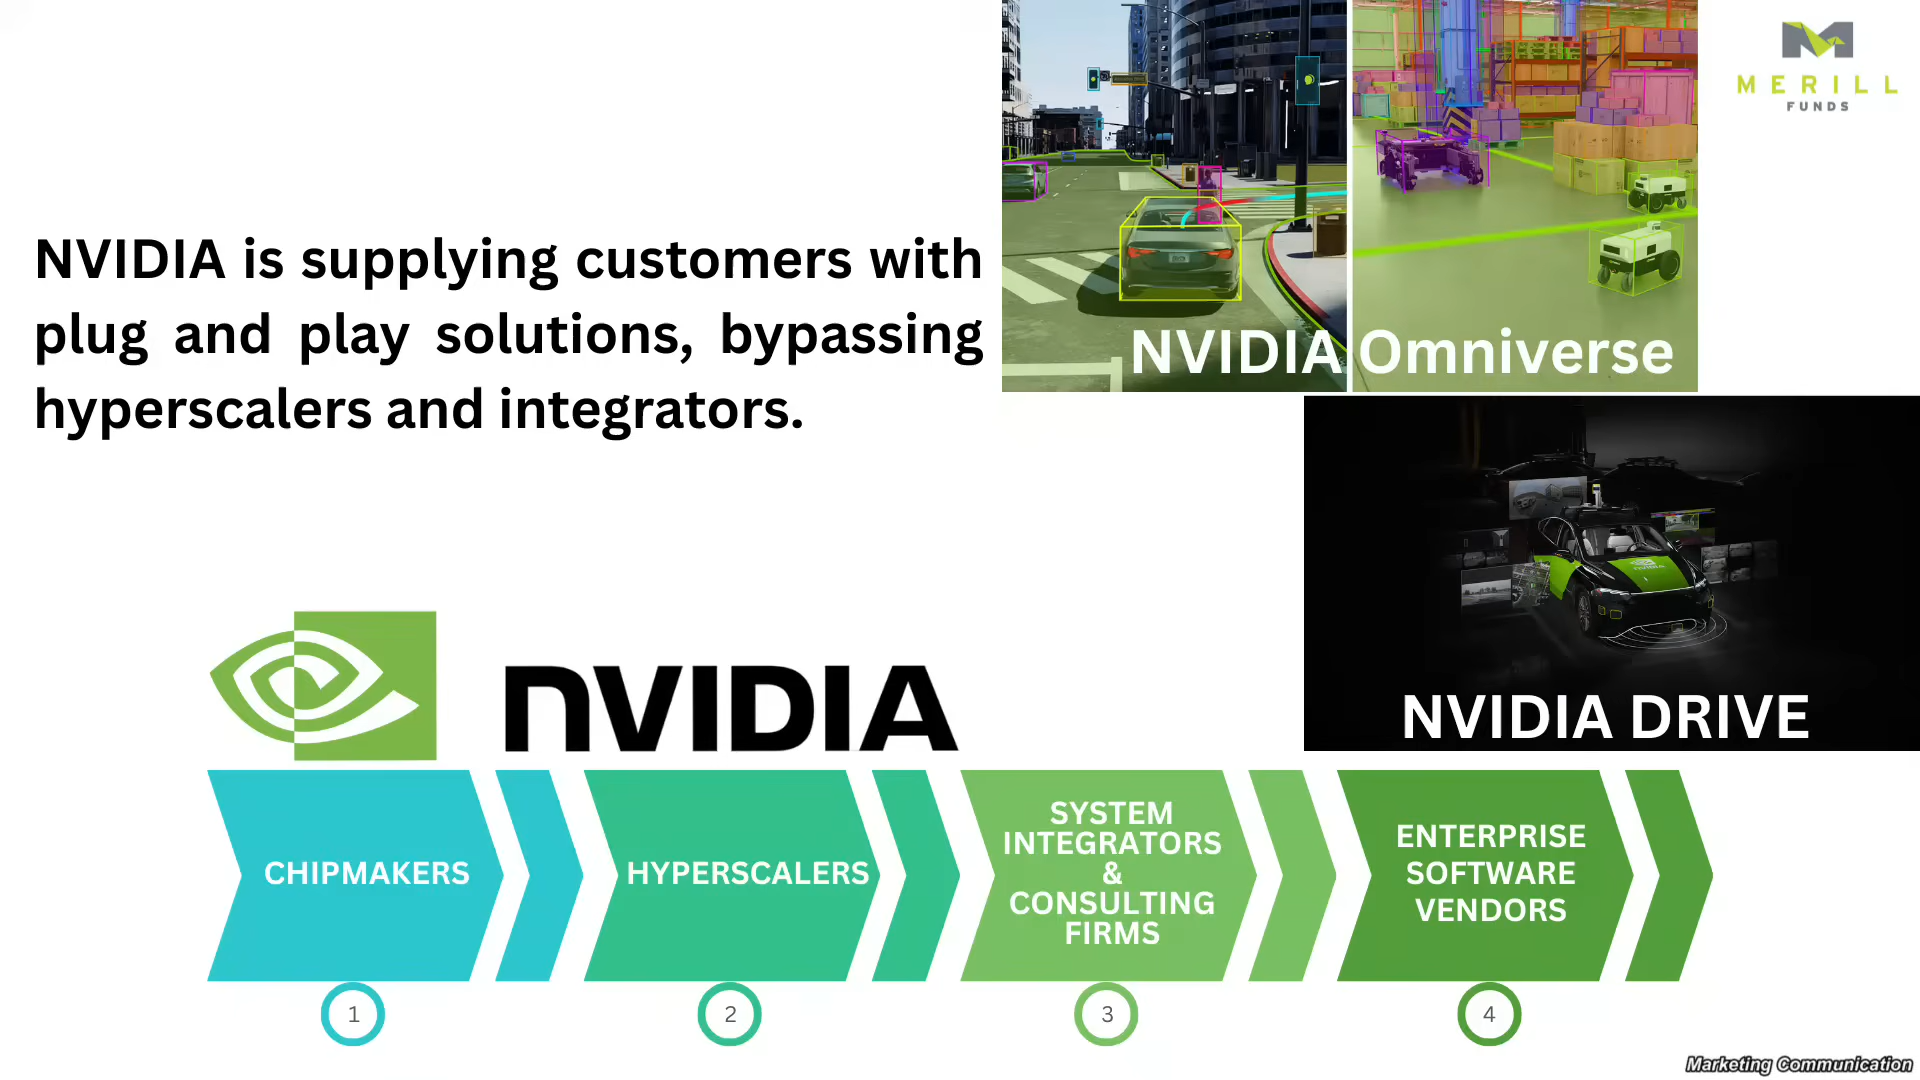 MERILL
FUNDS
NVIDIA is supplying customers with
plug and play solutions, bypassing
hyperscalers and integrators.
NVIDIA Omniverse
NVIDIA DRIVE
NVIDIA
CHIPMAKERS
HYPERSCALERS
SYSTEM
INTEGRATORS
&
CONSULTING
FIRMS
ENTERPRISE
SOFTWARE
VENDORS
1
2
3
4
Marketing Communication